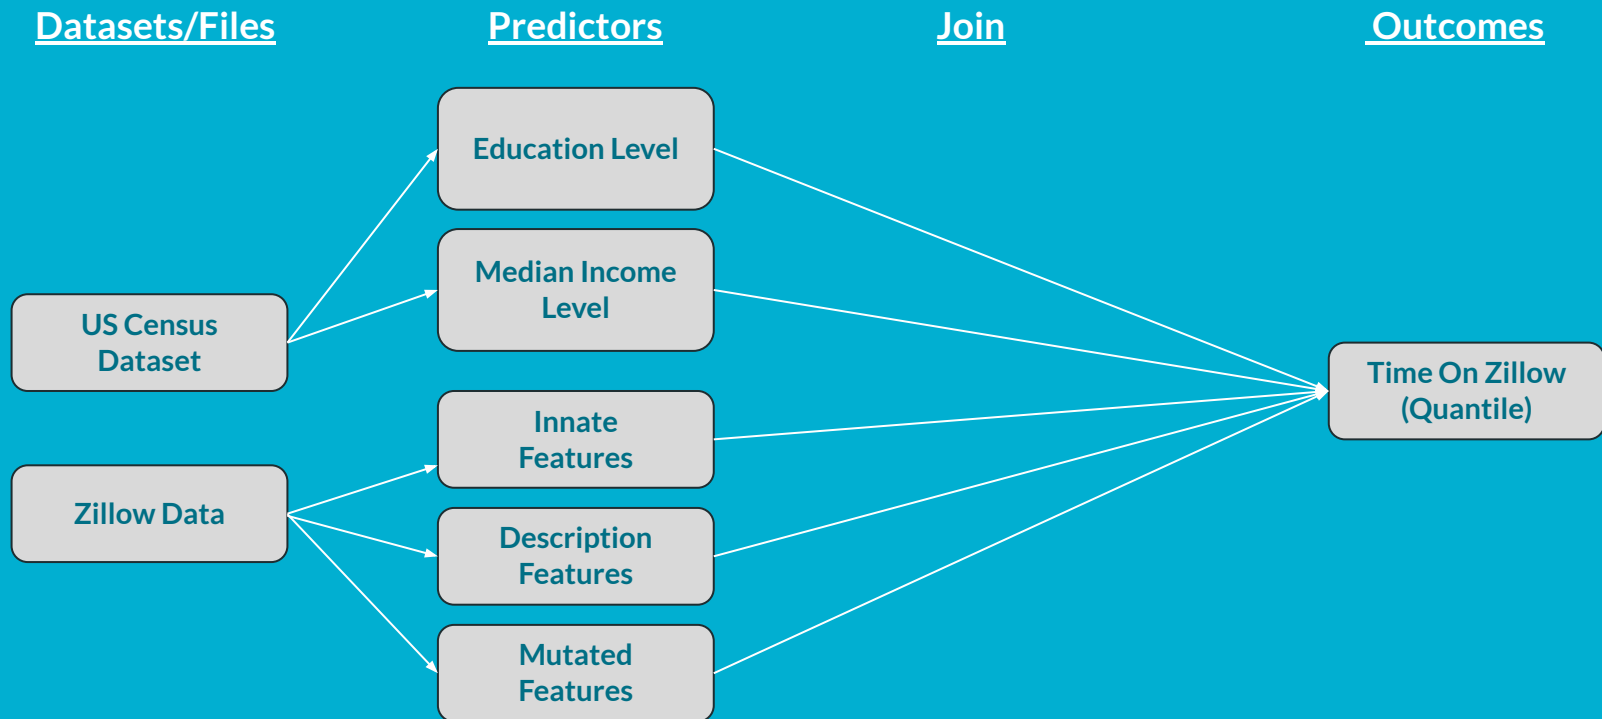 Datasets/Files
Predictors
Join
Outcomes
Education Level
Median Income
Level
US Census
Dataset
Time On Zillow
(Quantile)
Innate
Features
Zillow Data
Description
Features
Mutated
Features